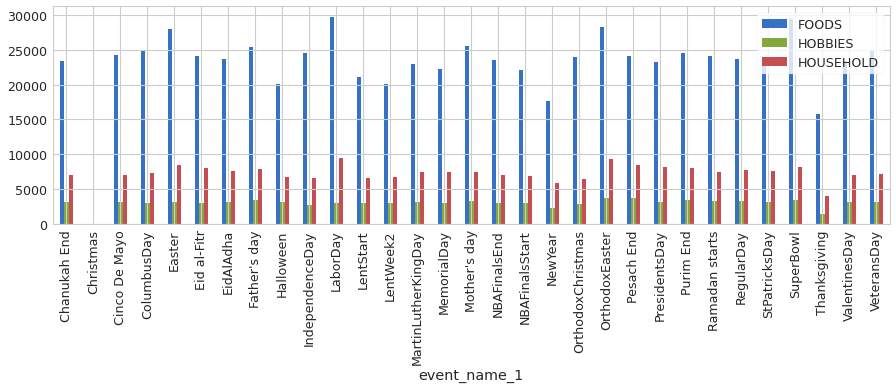 30000
25000
20000
15000
10000
5000
0
FOODS
HOBBIES
HOUSEHOLD
Chanukah End
Christmas
Cinco De Mayo
ColumbusDay
Easter
Eid al-Fitr
EidAlAdha
Father's day
Halloween
IndependenceDay
LaborDay
LentStart
LentWeek2
MartinLutherKingDay
MemorialDay
Mother's day
NBAFinalsEnd
NBAFinalsStart
NewYear
OrthodoxChristmas
OrthodoxEaster
Pesach End
PresidentsDay
Purim End
Ramadan starts
RegularDay
StPatricksDay
SuperBowl
Thanksgiving
ValentinesDay
VeteransDay
event_name_1